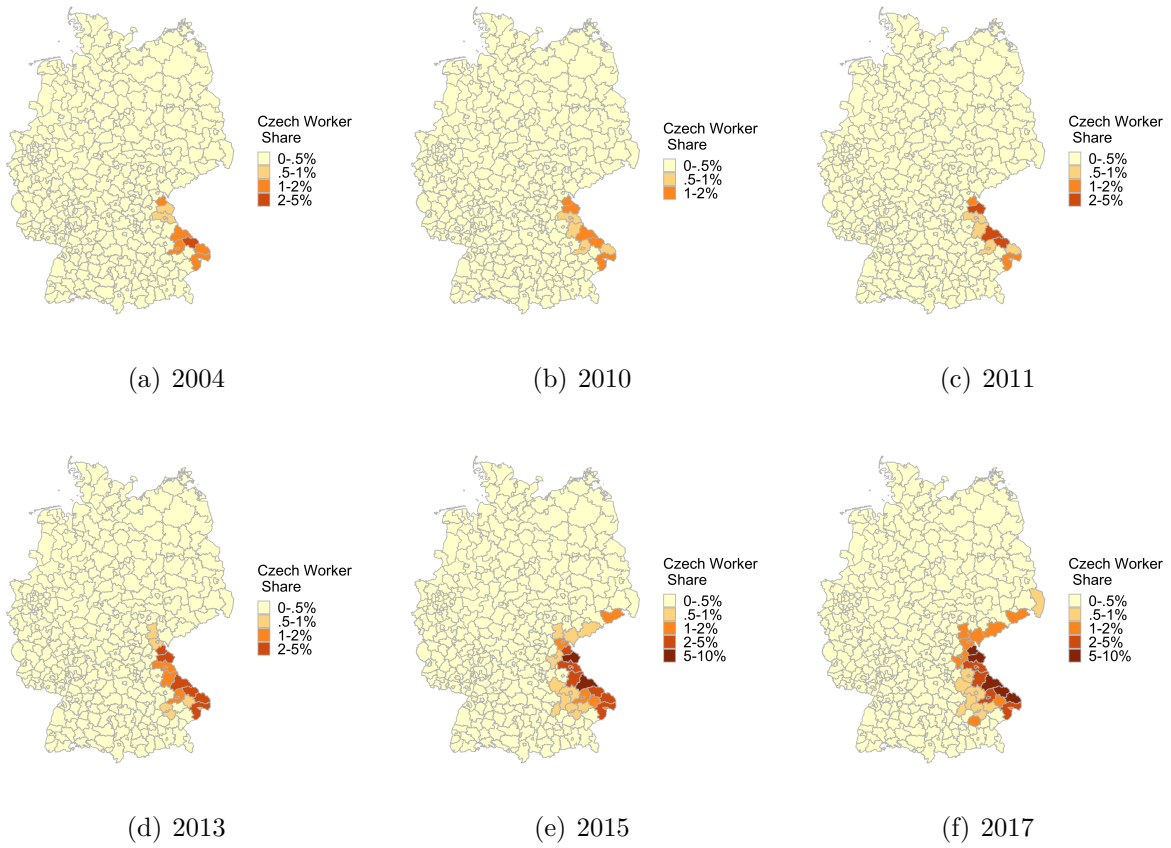 Czech Worker
Share
0-.5%
.5-1%
1-2%
2-5%
(a) 2004
Czech Worker
Share
0-.5%
.5-1%
1-2%
(b) 2010
Czech Worker
Share
0-.5%
.5-1%
1-2%
2-5%
(c) 2011
Czech Worker
Share
0-.5%
.5-1%
1-2%
2-5%
(d) 2013
Czech Worker
Share
0-.5%
.5-1%
1-2%
2-5%
5-10%
(e) 2015
Czech Worker
Share
0-.5%
.5-1%
1-2%
2-5%
5-10%
(f) 2017